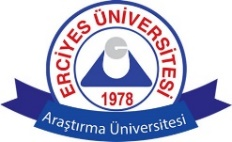 ERCİYES ÜNİVERSİTESİ
1978
Araştırma Üniversitesi